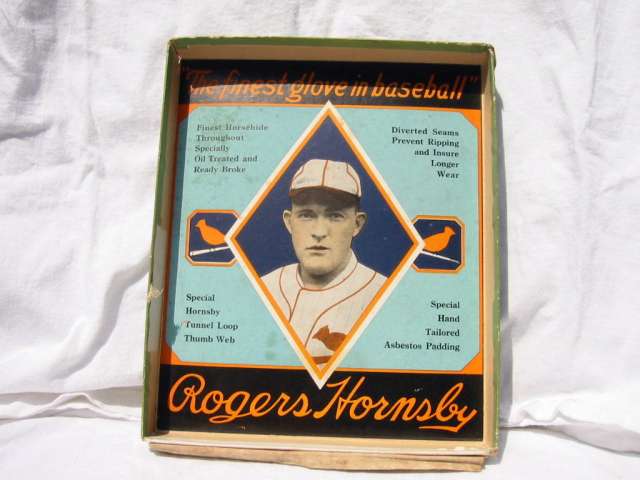 "The finest glove in baseball"
Finest Horsehide
Throughout
Specially
Oil Treated and
Ready Broke
Diverted Seams
Prevent Ripping
and Insure
Longer
Wear
Special
Hornsby
Tunnel Loop
Thumb Web
Special
Hand
Tailored
Asbestos Padding
Rogers Hornsby